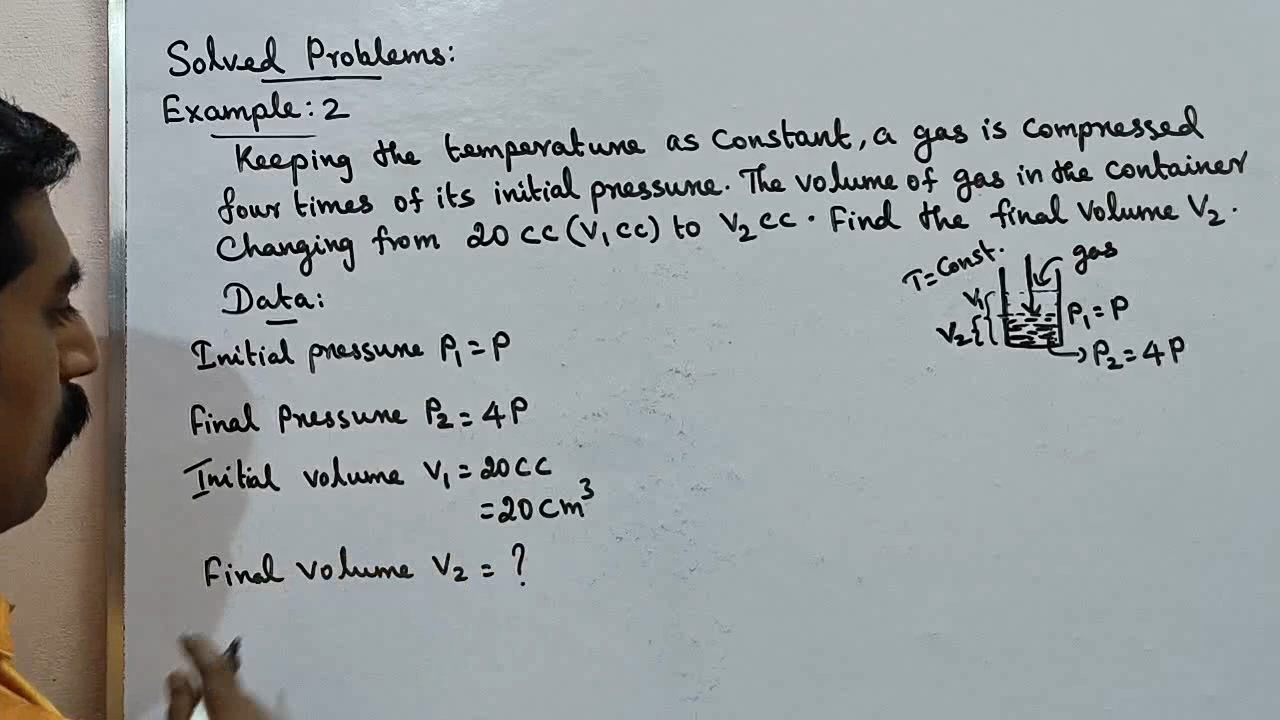 Solved Problems:
Example: 2
Keeping the temperature as Constant, a gas is compressed
four times of its initial pressure. The volume of gas in the container
Changing from 20 CC (V₁ CC) to V₂ CC. Find the final volume V₂.
T = Const.
gas
Data:
V₁
V₂
P₁ = P
P₂ = 4P
Initial pressure P₁ = P
Final Pressure P₂ = 4P
Initial volume V₁ = 20 CC
= 20 Cm³
Final volume V₂ = ?